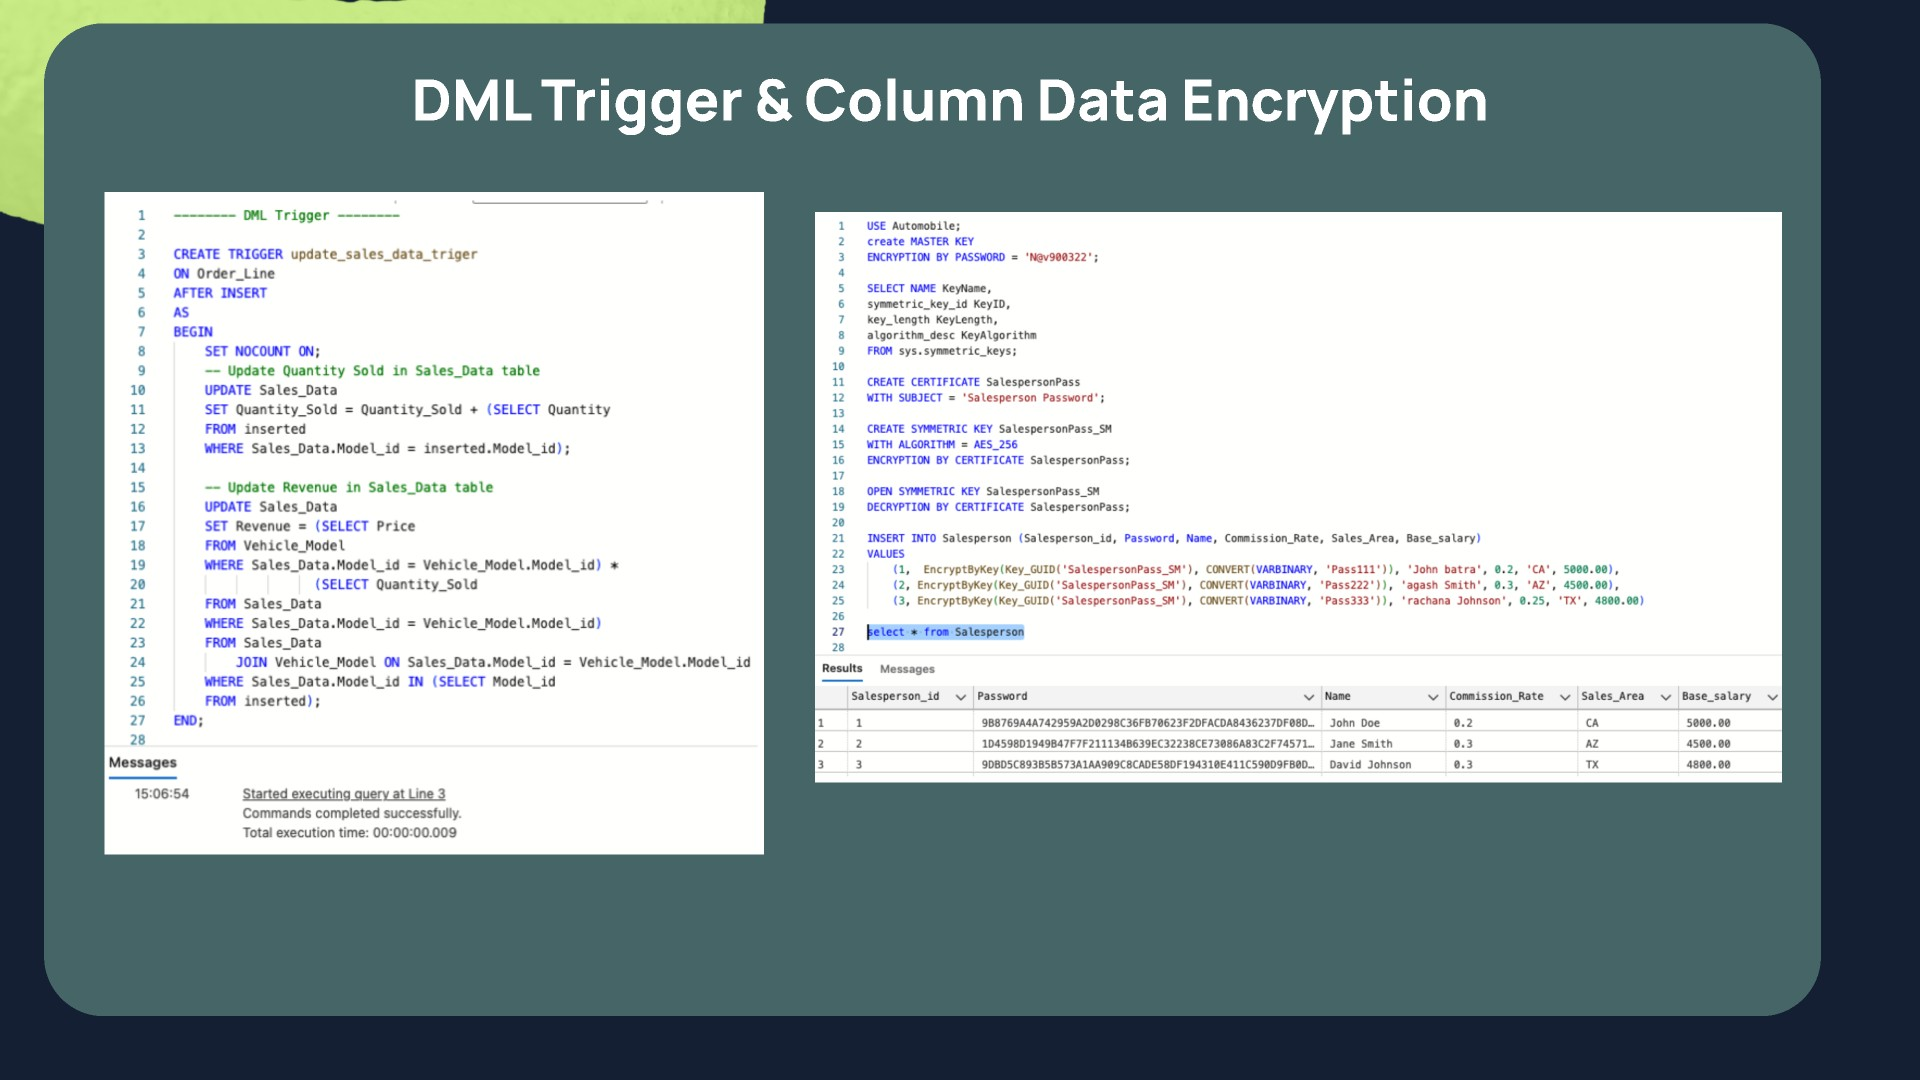 DML Trigger & Column Data Encryption
1 -------- DML Trigger --------
2
3 CREATE TRIGGER update_sales_data_triger
4 ON Order_Line
5 AFTER INSERT
6 AS
7 BEGIN
8 SET NOCOUNT ON;
9 -- Update Quantity Sold in Sales_Data table
10 UPDATE Sales_Data
11 SET Quantity_Sold = Quantity_Sold + (SELECT Quantity
12 FROM inserted
13 WHERE Sales_Data.Model_id = inserted.Model_id);
14
15 -- Update Revenue in Sales_Data table
16 UPDATE Sales_Data
17 SET Revenue = (SELECT Price
18 FROM Vehicle_Model
19 WHERE Sales_Data.Model_id = Vehicle_Model.Model_id) *
20 (SELECT Quantity_Sold
21 FROM Sales_Data
22 WHERE Sales_Data.Model_id = Vehicle_Model.Model_id)
23 FROM Sales_Data
24 JOIN Vehicle_Model ON Sales_Data.Model_id = Vehicle_Model.Model_id
25 WHERE Sales_Data.Model_id IN (SELECT Model_id
26 FROM inserted);
27 END;
28
Messages
15:06:54 Started executing query at Line 3
Commands completed successfully.
Total execution time: 00:00:00.009
1 USE Automobile;
2 create MASTER KEY
3 ENCRYPTION BY PASSWORD = 'N@v900322';
4
5 SELECT NAME KeyName,
6 symmetric_key_id KeyID,
7 key_length KeyLength,
8 algorithm_desc KeyAlgorithm
9 FROM sys.symmetric_keys;
10
11 CREATE CERTIFICATE SalespersonPass
12 WITH SUBJECT = 'Salesperson Password';
13
14 CREATE SYMMETRIC KEY SalespersonPass_SM
15 WITH ALGORITHM = AES_256
16 ENCRYPTION BY CERTIFICATE SalespersonPass;
17
18 OPEN SYMMETRIC KEY SalespersonPass_SM
19 DECRYPTION BY CERTIFICATE SalespersonPass;
20
21 INSERT INTO Salesperson (Salesperson_id, Password, Name, Commission_Rate, Sales_Area, Base_salary)
22 VALUES
23 (1, EncryptByKey(Key_GUID('SalespersonPass_SM'), CONVERT(VARBINARY, 'Pass111')), 'John batra', 0.2, 'CA', 5000.00),
24 (2, EncryptByKey(Key_GUID('SalespersonPass_SM'), CONVERT(VARBINARY, 'Pass222')), 'agash Smith', 0.3, 'AZ', 4500.00),
25 (3, EncryptByKey(Key_GUID('SalespersonPass_SM'), CONVERT(VARBINARY, 'Pass333')), 'rachana Johnson', 0.25, 'TX', 4800.00)
26
27 select * from Salesperson
28
Results Messages
Salesperson_id Password Name Commission_Rate Sales_Area Base_salary
1 1 9B8769A4A742959A2D0298C36FB70623F2DFACDA8436237DF08D… John Doe 0.2 CA 5000.00
2 2 1D4598D1949B47F7F211134B639EC32238CE73086A83C2F74571… Jane Smith 0.3 AZ 4500.00
3 3 9DBD5C893B5B573A1AA909C8CADE58DF194310E411C590D9FB0D… David Johnson 0.3 TX 4800.00